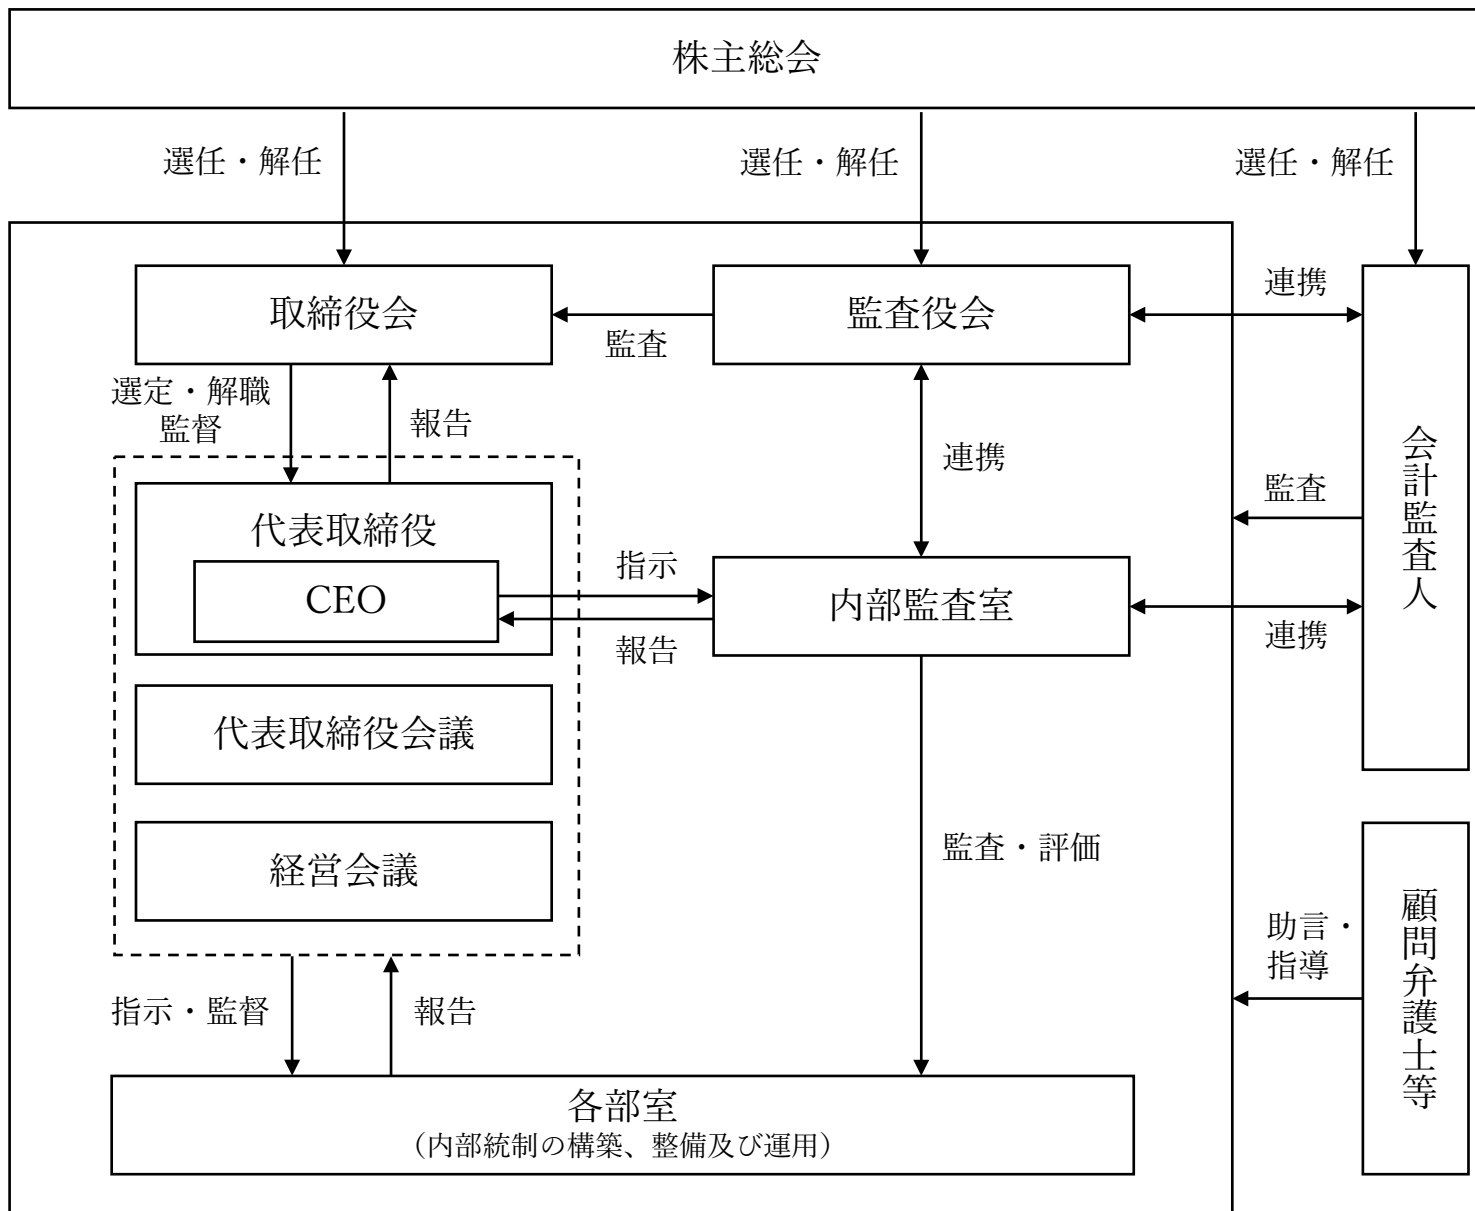 株主総会
選任・解任
選任・解任
選任・解任
取締役会
監査
監査役会
連携
選定・解職
監督
報告
連携
代表取締役
CEO
指示
報告
内部監査室
監査
連携
会計監査人
代表取締役会議
経営会議
監査・評価
助言・
指導
顧問弁護士等
指示・監督
報告
各部室
（内部統制の構築、整備及び運用）